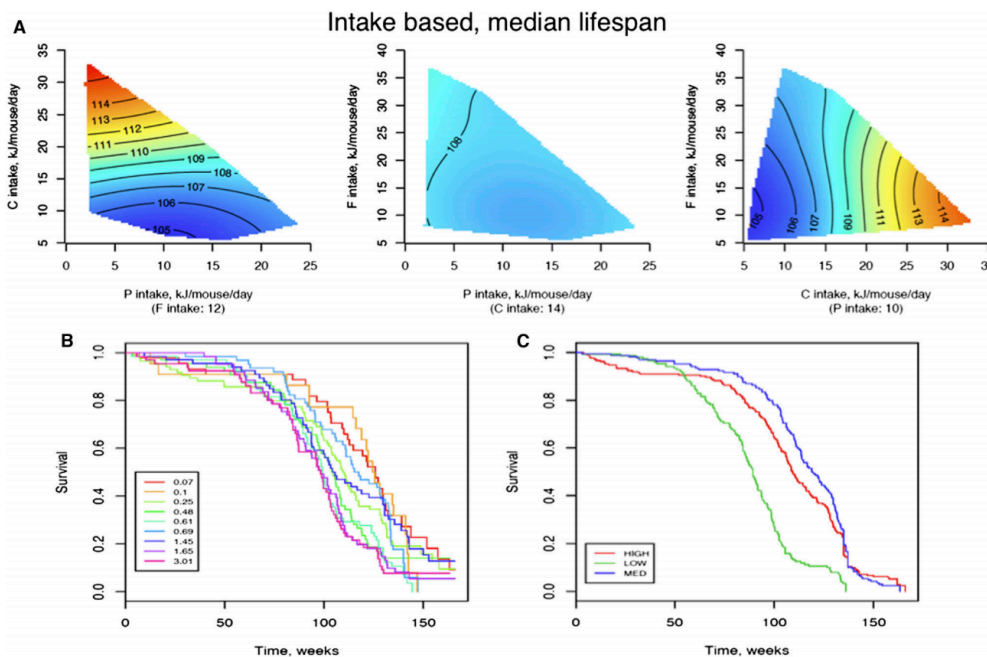 Intake based, median lifespan
A
C intake, kJ/mouse/day
35
30
25
20
15
10
5
114
113
112
111
110
109
108
107
106
105
0 5 10 15 20 25
P intake, kJ/mouse/day
(F intake: 12)
F intake, kJ/mouse/day
40
35
30
25
20
15
10
5
108
0 5 10 15 20 25
P intake, kJ/mouse/day
(C intake: 14)
F intake, kJ/mouse/day
40
35
30
25
20
15
10
5
105
106
107
109
111
113
114
5 10 15 20 25 30 35
C intake, kJ/mouse/day
(P intake: 10)
B
Survival
1.0
0.8
0.6
0.4
0.2
0.0
0.07
0.1
0.25
0.48
0.61
0.69
1.45
1.65
3.01
0 50 100 150
Time, weeks
C
Survival
1.0
0.8
0.6
0.4
0.2
0.0
HIGH
LOW
MED
0 50 100 150
Time, weeks